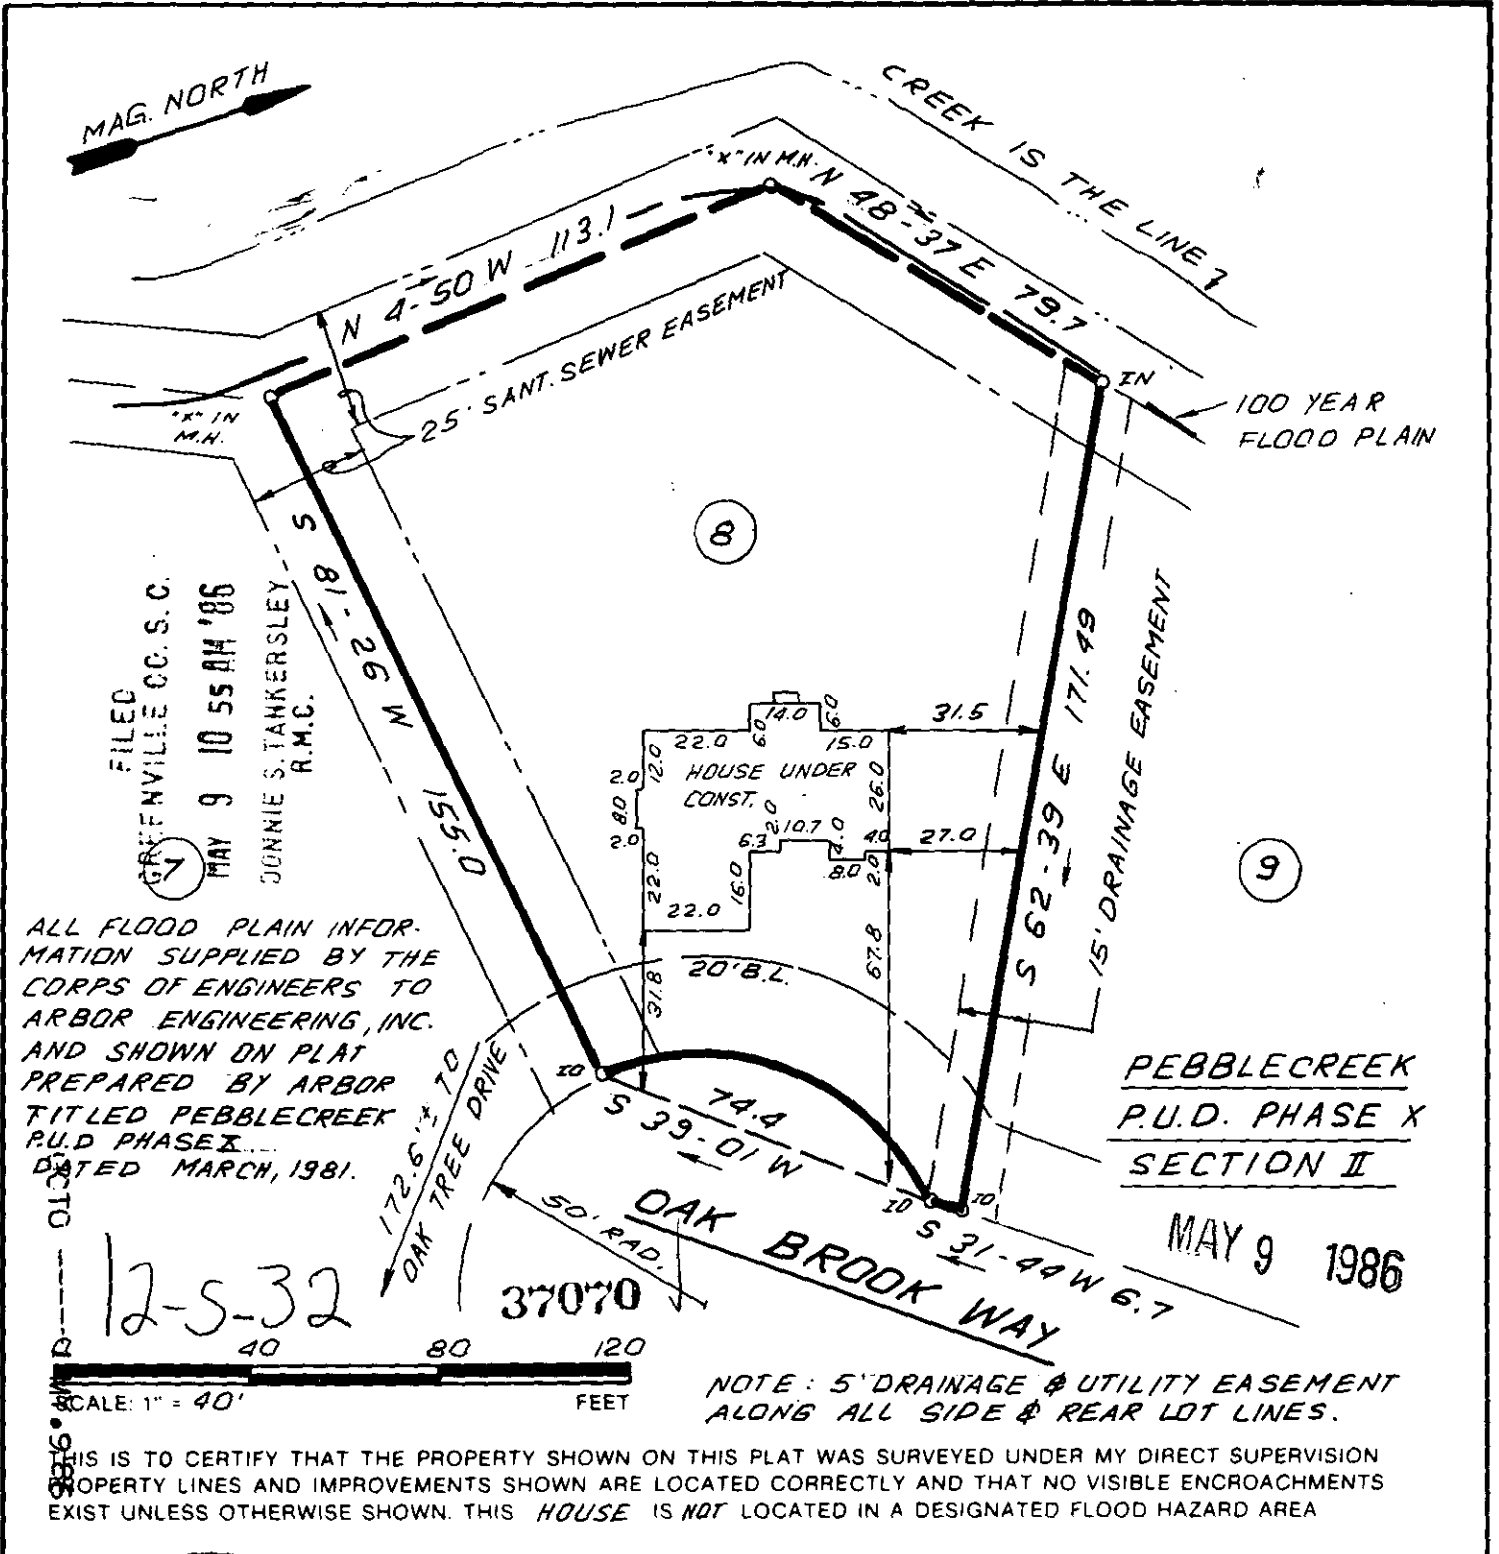 MAG. NORTH
CREEK IS THE LINE
"X" IN M.H.
N 48-37 E 79.7
N 4-50 W 113.1
25' SANT. SEWER EASEMENT
IN
100 YEAR
FLOOD PLAIN
"X" IN
M.H.
8
S 81-26 W 155.0
S 62-39 E 171.49
15' DRAINAGE EASEMENT
FILED
GREENVILLE CO. S. C.
MAY 9 10 55 AM '86
DONNIE S. TANKERSLEY
R.M.C.
7
9
14.0
6.0
6.0
31.5
22.0
15.0
12.0
HOUSE UNDER
CONST.
2.0
8.0
2.0
26.0
2.0
10.7
6.3
4.0
4.0
27.0
8.0
2.0
22.0
16.0
22.0
31.8
67.8
20' B.L.
ALL FLOOD PLAIN INFOR-
MATION SUPPLIED BY THE
CORPS OF ENGINEERS TO
ARBOR ENGINEERING, INC.
AND SHOWN ON PLAT
PREPARED BY ARBOR
TITLED PEBBLECREEK
P.U.D PHASE X
DATED MARCH, 1981.
172.6'± TO
OAK TREE DRIVE
IO
74.4
S 39-01 W
IO
IO
S 31-44 W 6.7
50' RAD.
OAK BROOK WAY
PEBBLECREEK
P.U.D. PHASE X
SECTION II
MAY 9 1986
12-5-32
37070
0 40 80 120
SCALE: 1" = 40' FEET
NOTE: 5' DRAINAGE & UTILITY EASEMENT
ALONG ALL SIDE & REAR LOT LINES.
THIS IS TO CERTIFY THAT THE PROPERTY SHOWN ON THIS PLAT WAS SURVEYED UNDER MY DIRECT SUPERVISION
PROPERTY LINES AND IMPROVEMENTS SHOWN ARE LOCATED CORRECTLY AND THAT NO VISIBLE ENCROACHMENTS
EXIST UNLESS OTHERWISE SHOWN. THIS HOUSE IS NOT LOCATED IN A DESIGNATED FLOOD HAZARD AREA